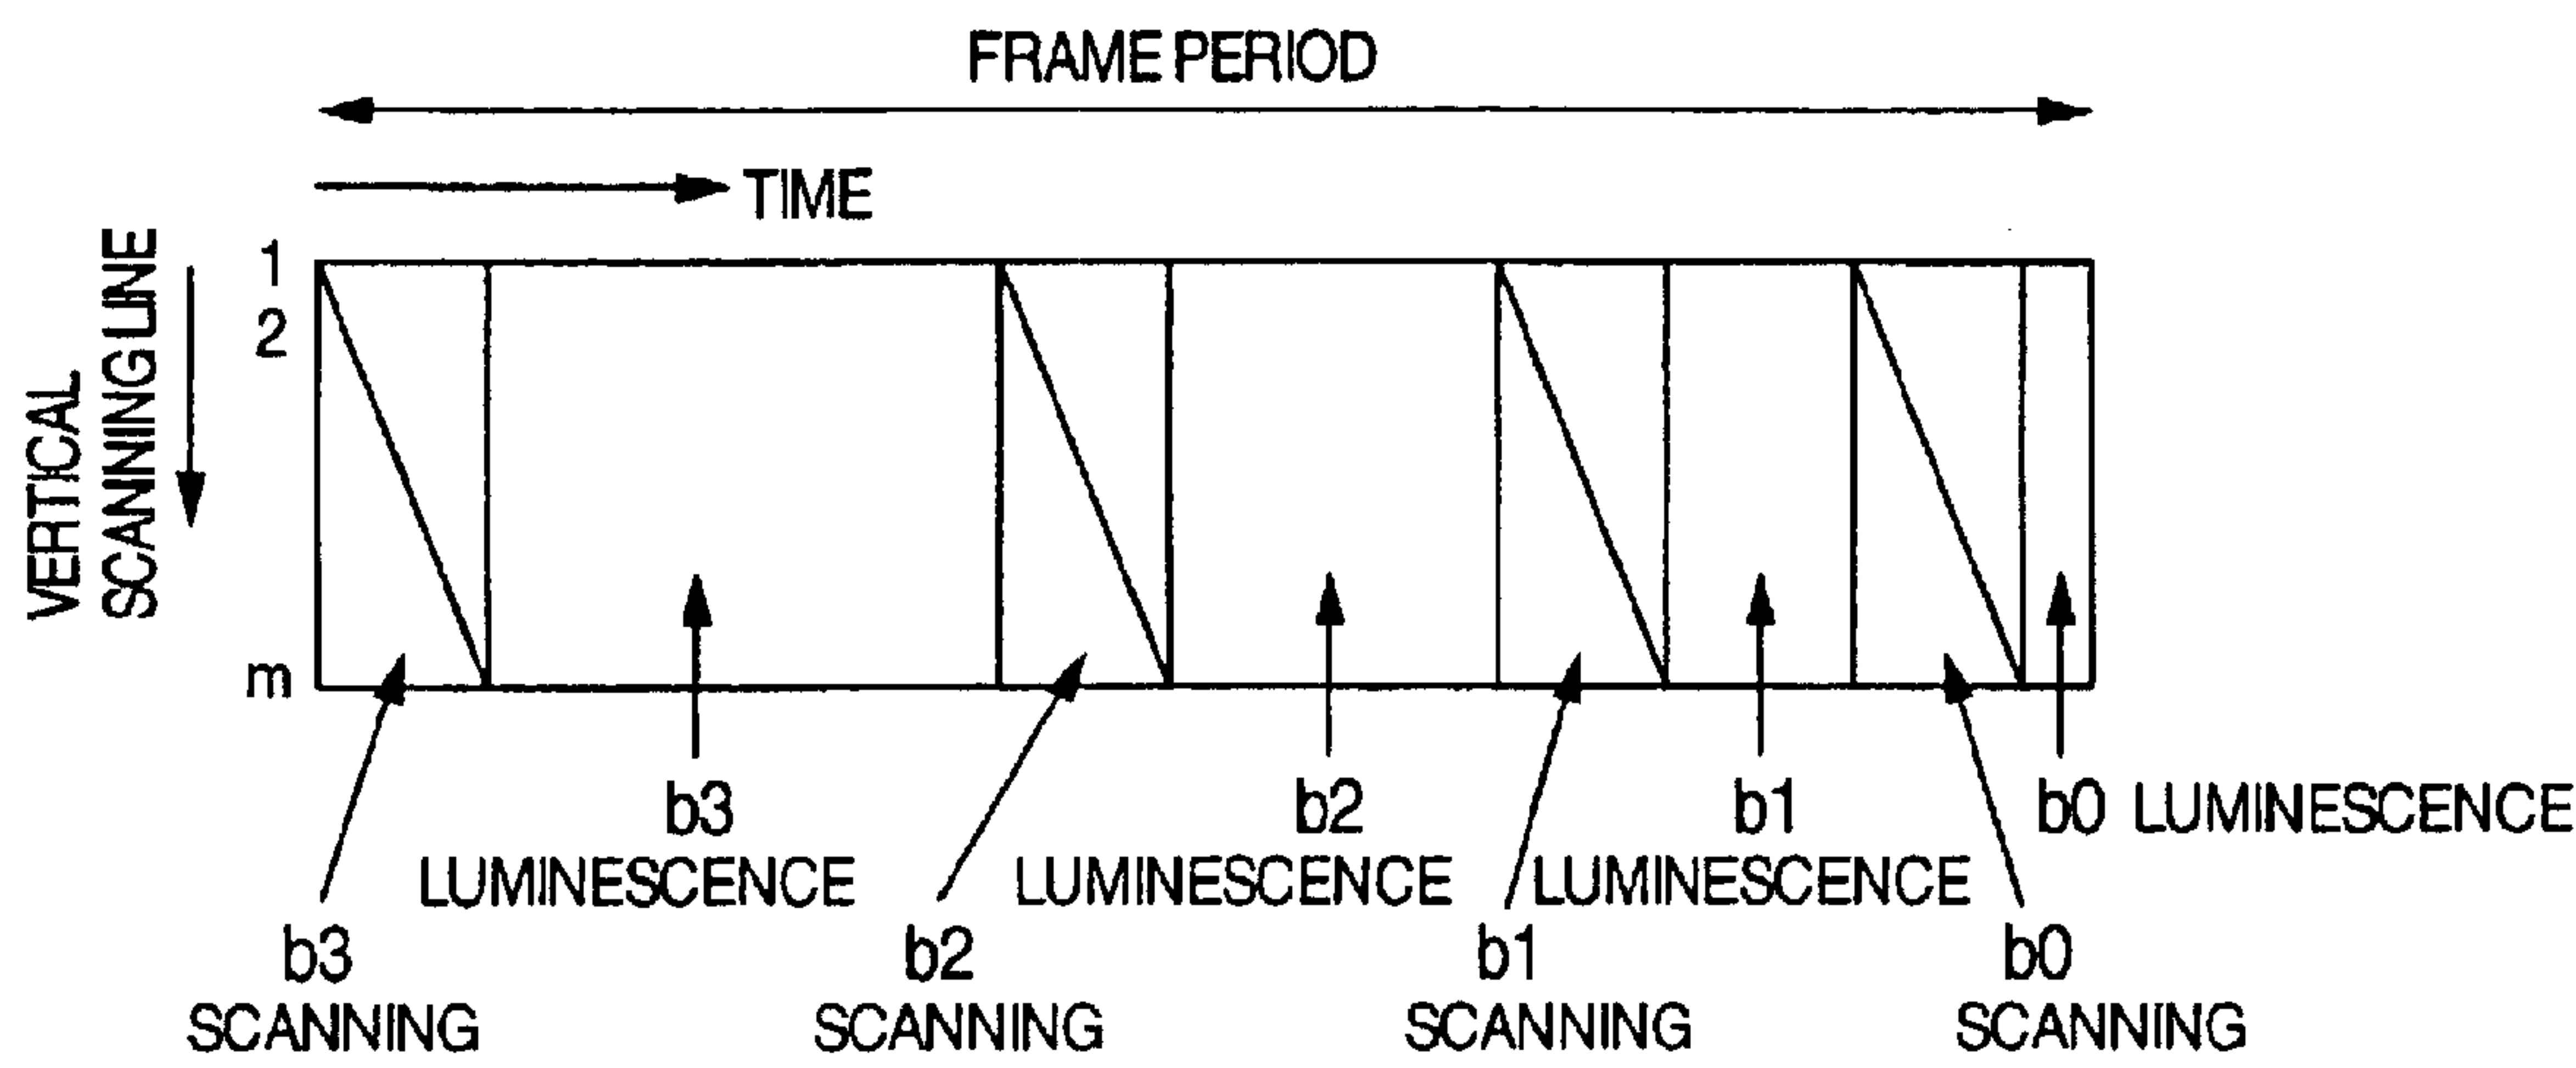 FRAME PERIOD
TIME
VERTICAL
SCANNING LINE
1
2
m
b3
LUMINESCENCE
b2
LUMINESCENCE
b1
LUMINESCENCE
b0 LUMINESCENCE
b3
SCANNING
b2
SCANNING
b1
SCANNING
b0
SCANNING